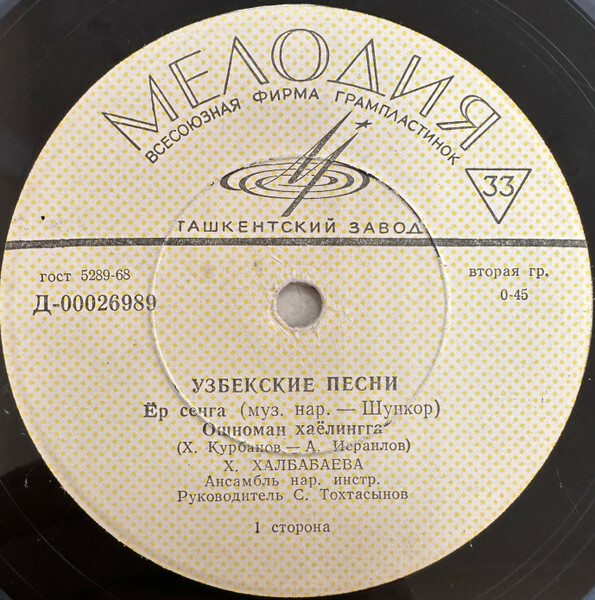 МЕЛОДИЯ
ВСЕСОЮЗНАЯ ФИРМА ГРАМПЛАСТИНОК
33
ТАШКЕНТСКИЙ ЗАВОД
гост 5289-68
Д-00026989
вторая гр.
0-45
УЗБЕКСКИЕ ПЕСНИ
Ёр сенга (муз. нар. — Шункор)
Ошноман хаёлингга
(Х. Курбанов — А. Исраилов)
Х. ХАЛБАБАЕВА
Ансамбль нар. инстр.
Руководитель С. Тохтасынов
1 сторона